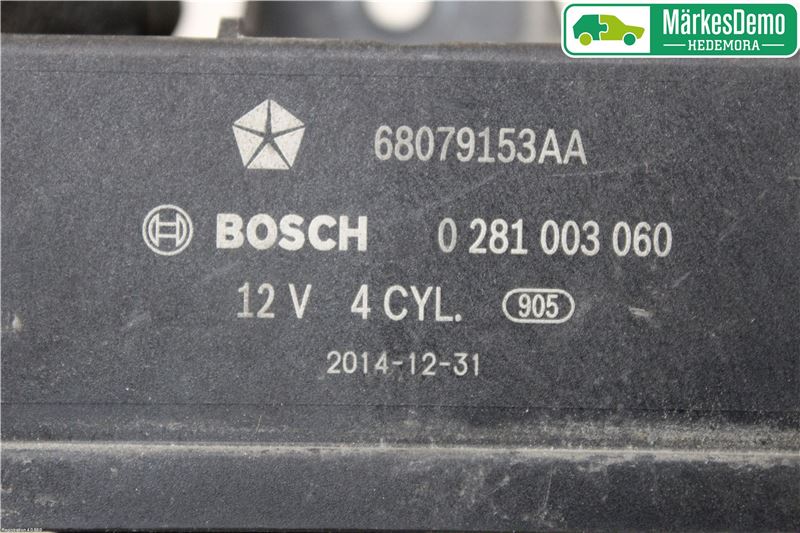 MärkesDemo
HEDEMORA
68079153AA
BOSCH 0 281 003 060
12 V 4 CYL. 905
2014-12-31